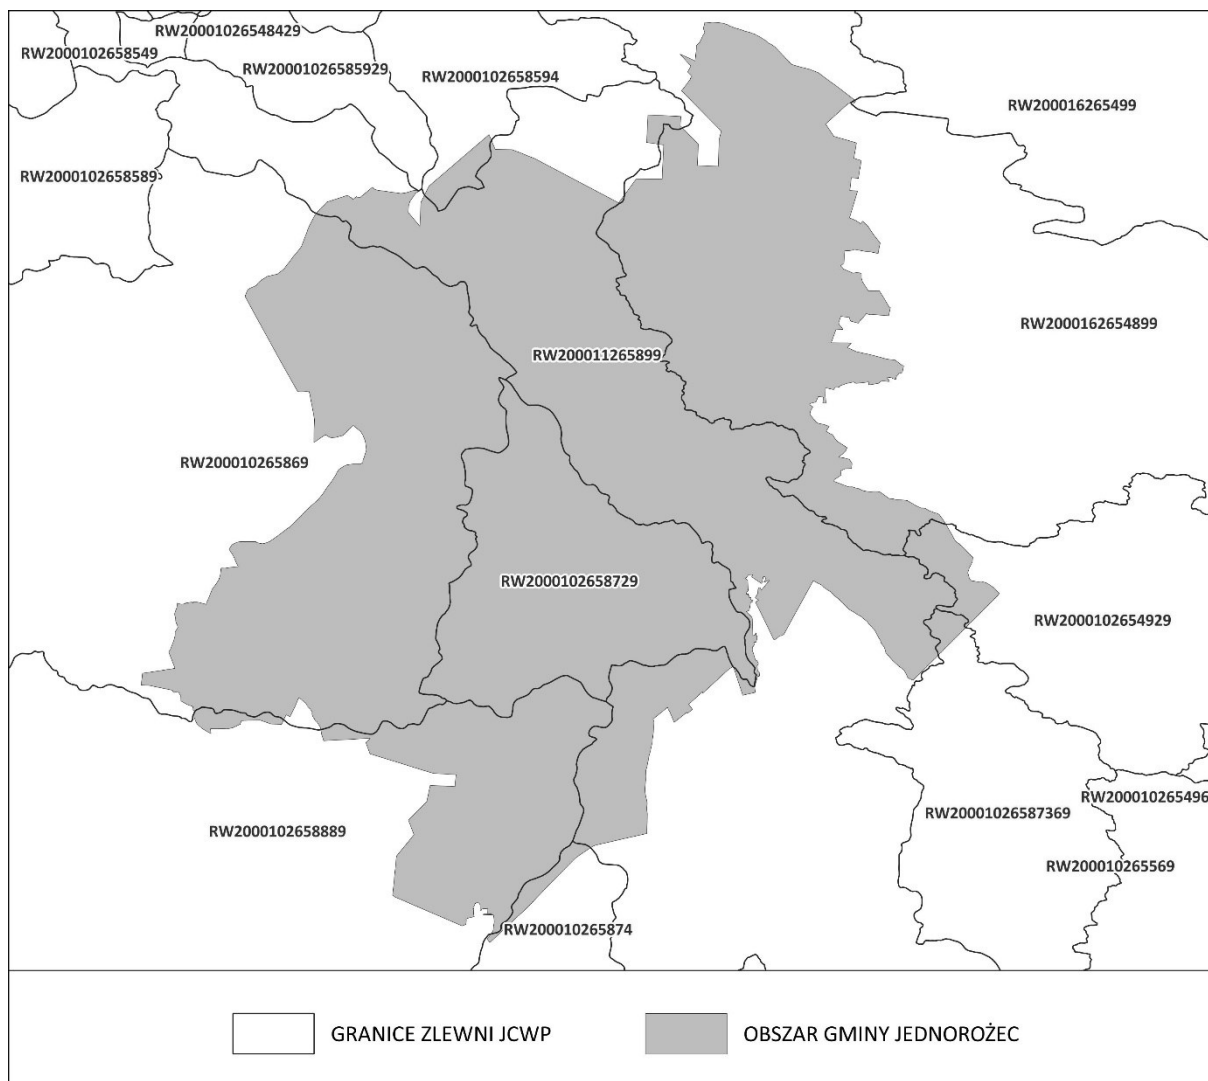 RW20001026548429
RW2000102658549
RW20001026585929
RW2000102658594
RW200016265499
RW2000102658589
RW2000162654899
RW200011265899
RW200010265869
RW2000102658729
RW2000102654929
RW200010265496
RW20001026587369
RW2000102658889
RW200010265569
RW200010265874
GRANICE ZLEWNI JCWP
OBSZAR GMINY JEDNOROŻEC